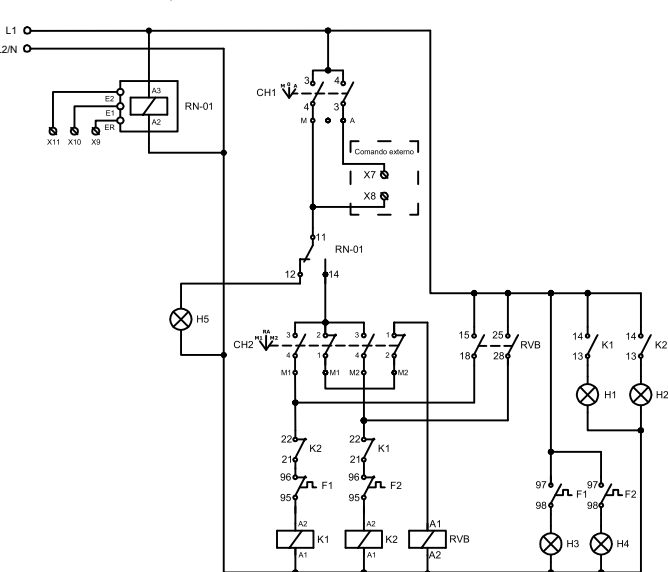 L1
L2/N
A3
E2
RN-01
E1
A2
ER
X11 X10 X9
3 4
CH1 M O A
4 3
M A
Comando externo
X7
X8
11
RN-01
12 14
H5
RA
M1 M2
CH2
3 2 3 1
4 1 4 2
M1 M1 M2 M2
15 25
18 28
RVB
14 K1 14 K2
13 13
H1 H2
22 K2 22 K1
21 21
96 F1 96 F2
95 95
97 F1 97 F2
98 98
A2 A2 A1
K1 K2 RVB
A1 A1 A2
H3 H4